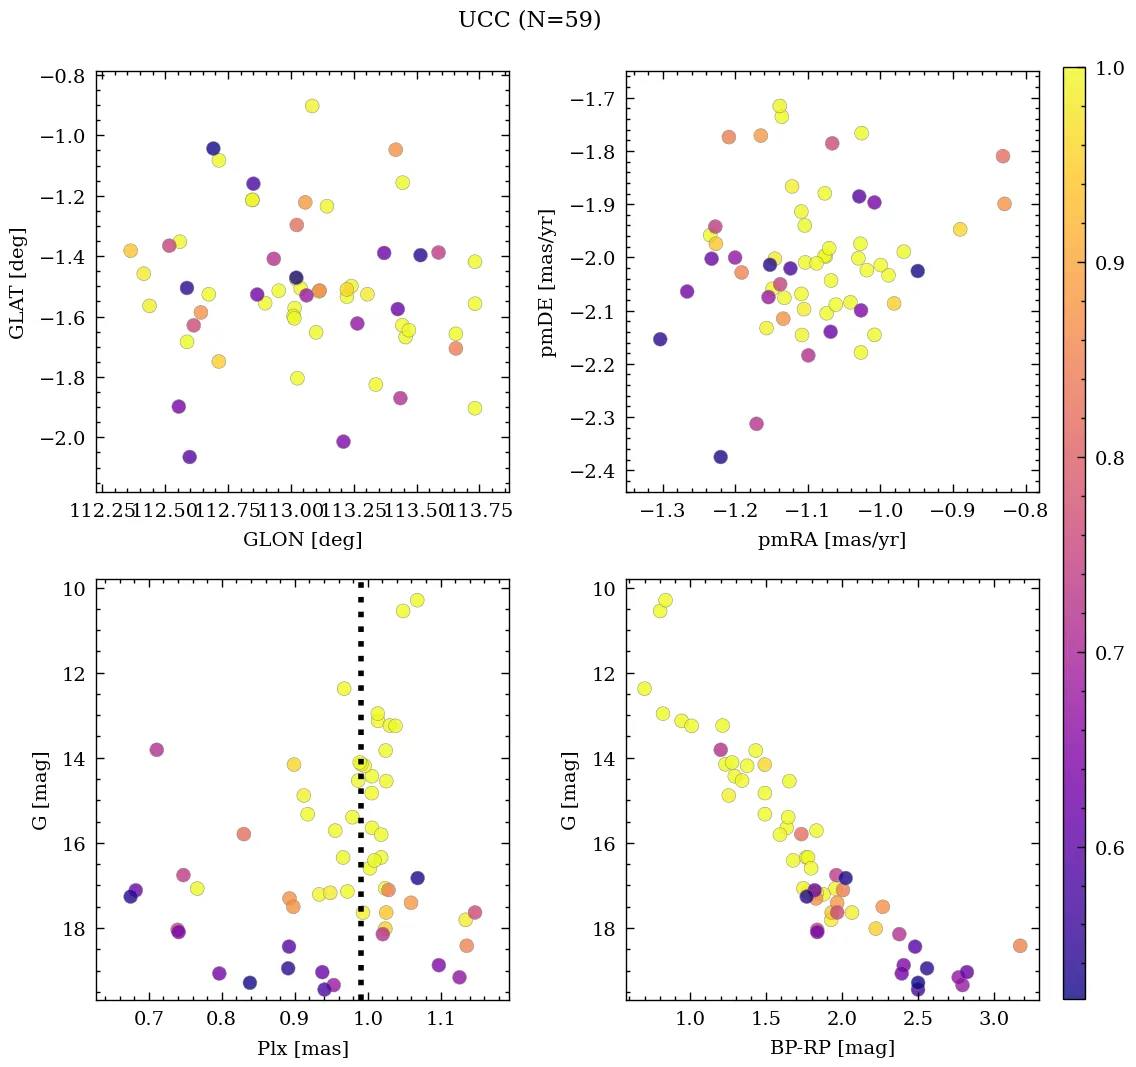 UCC (N=59)
−0.8
−1.0
−1.2
−1.4
−1.6
−1.8
−2.0
GLAT [deg]
112.25 112.50 112.75 113.00 113.25 113.50 113.75
GLON [deg]
−1.7
−1.8
−1.9
−2.0
−2.1
−2.2
−2.3
−2.4
pmDE [mas/yr]
−1.3 −1.2 −1.1 −1.0 −0.9 −0.8
pmRA [mas/yr]
10
12
14
16
18
G [mag]
0.7 0.8 0.9 1.0 1.1
Plx [mas]
10
12
14
16
18
G [mag]
1.0 1.5 2.0 2.5 3.0
BP-RP [mag]
1.0
0.9
0.8
0.7
0.6